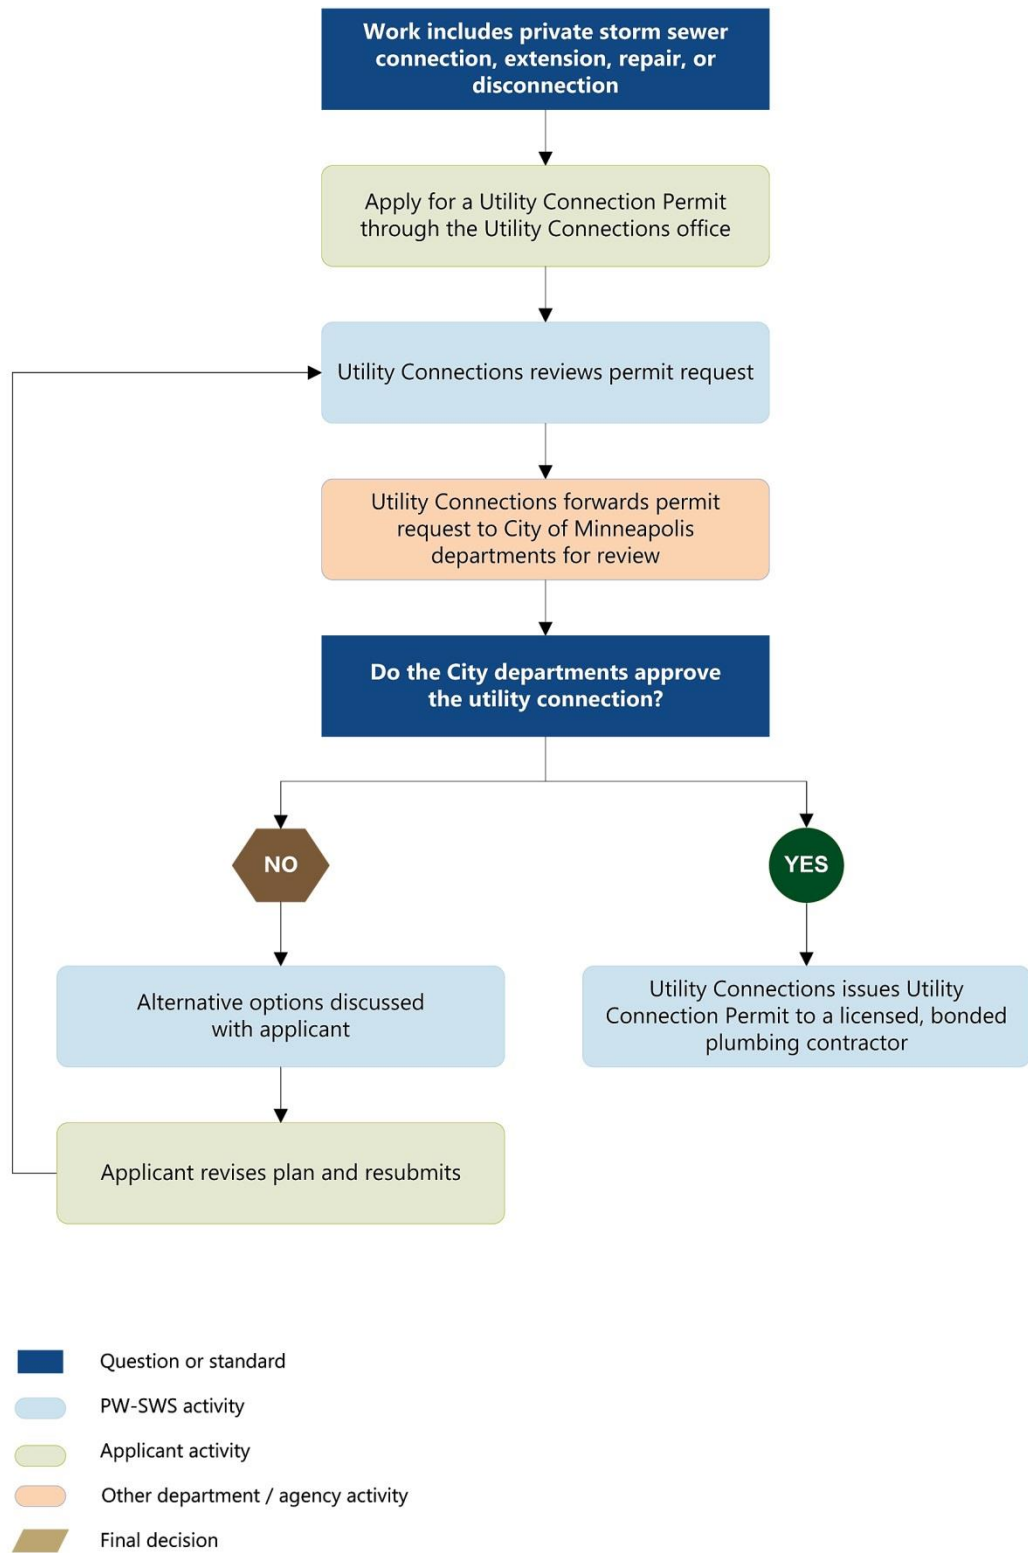 Work includes private storm sewer
connection, extension, repair, or
disconnection
Apply for a Utility Connection Permit
through the Utility Connections office
Utility Connections reviews permit request
Utility Connections forwards permit
request to City of Minneapolis
departments for review
Do the City departments approve
the utility connection?
NO
YES
Alternative options discussed
with applicant
Utility Connections issues Utility
Connection Permit to a licensed, bonded
plumbing contractor
Applicant revises plan and resubmits
Question or standard
PW-SWS activity
Applicant activity
Other department / agency activity
Final decision